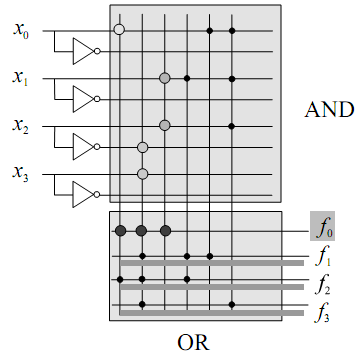 x₀
x₁
AND
x₂
x₃
f₀
f₁
f₂
f₃
OR